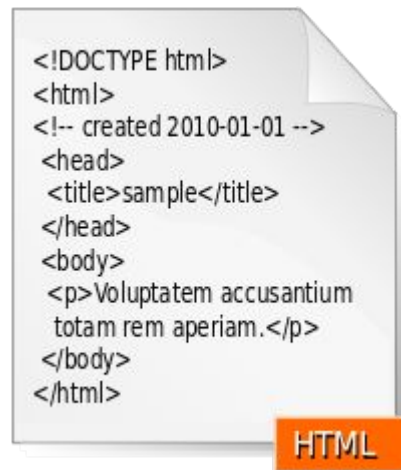 <!DOCTYPE html>
<html>
<!-- created 2010-01-01 -->
<head>
<title>sample</title>
</head>
<body>
<p>Voluptatem accusantium
totam rem aperiam.</p>
</body>
</html>
HTML